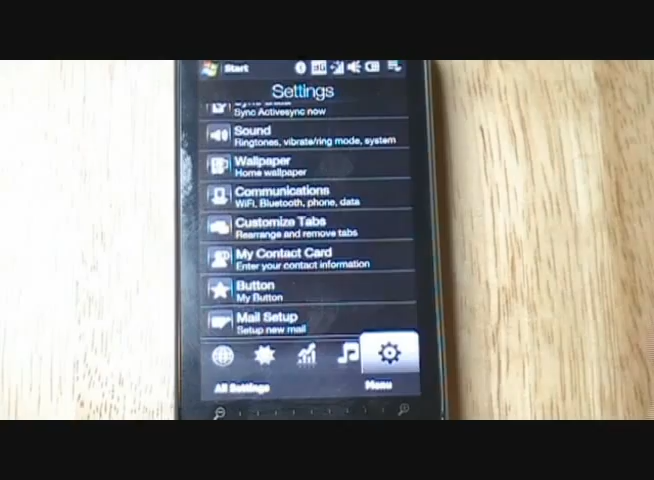 Start
Settings
Sync Activesync now
Sound
Ringtones, vibrate/ring mode, system
Wallpaper
Home wallpaper
Communications
WiFi, Bluetooth, phone, data
Customize Tabs
Rearrange and remove tabs
My Contact Card
Enter your contact information
Button
My Button
Mail Setup
Setup new mail
All Settings
Menu